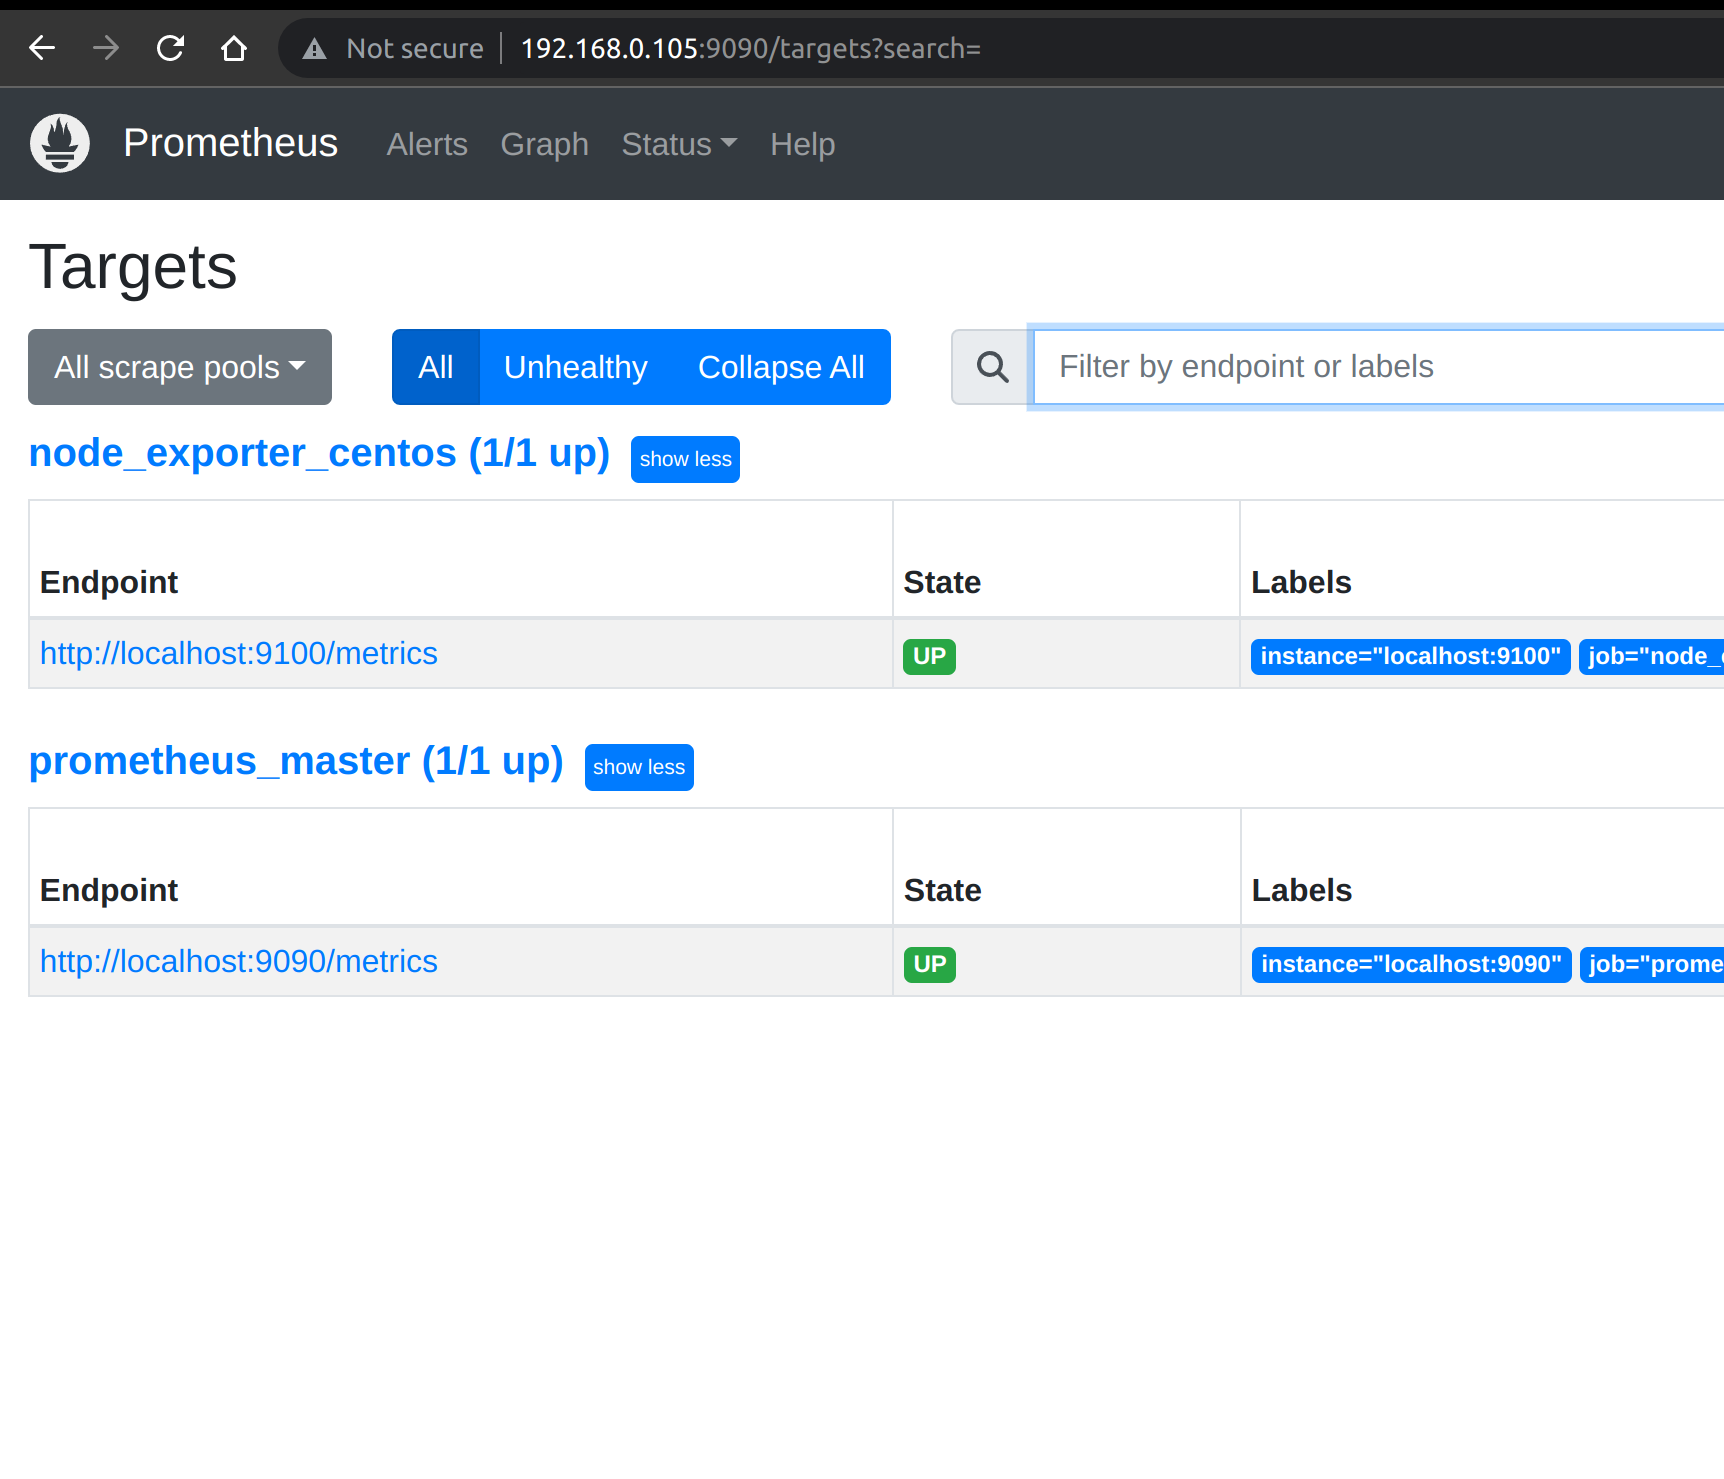 Not secure | 192.168.0.105:9090/targets?search=
Prometheus Alerts Graph Status Help
Targets
All scrape pools All Unhealthy Collapse All Filter by endpoint or labels
node_exporter_centos (1/1 up) show less
Endpoint State Labels
http://localhost:9100/metrics UP instance="localhost:9100" job="node_
prometheus_master (1/1 up) show less
Endpoint State Labels
http://localhost:9090/metrics UP instance="localhost:9090" job="prome